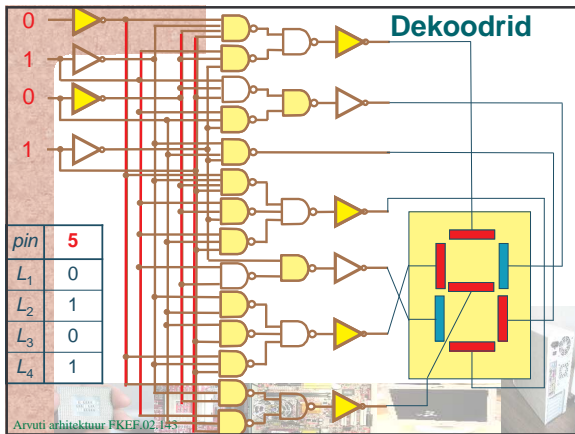 Dekoodrid
0
1
0
1
pin 5
L1 0
L2 1
L3 0
L4 1
Arvuti arhitektuur FKEF.02.143